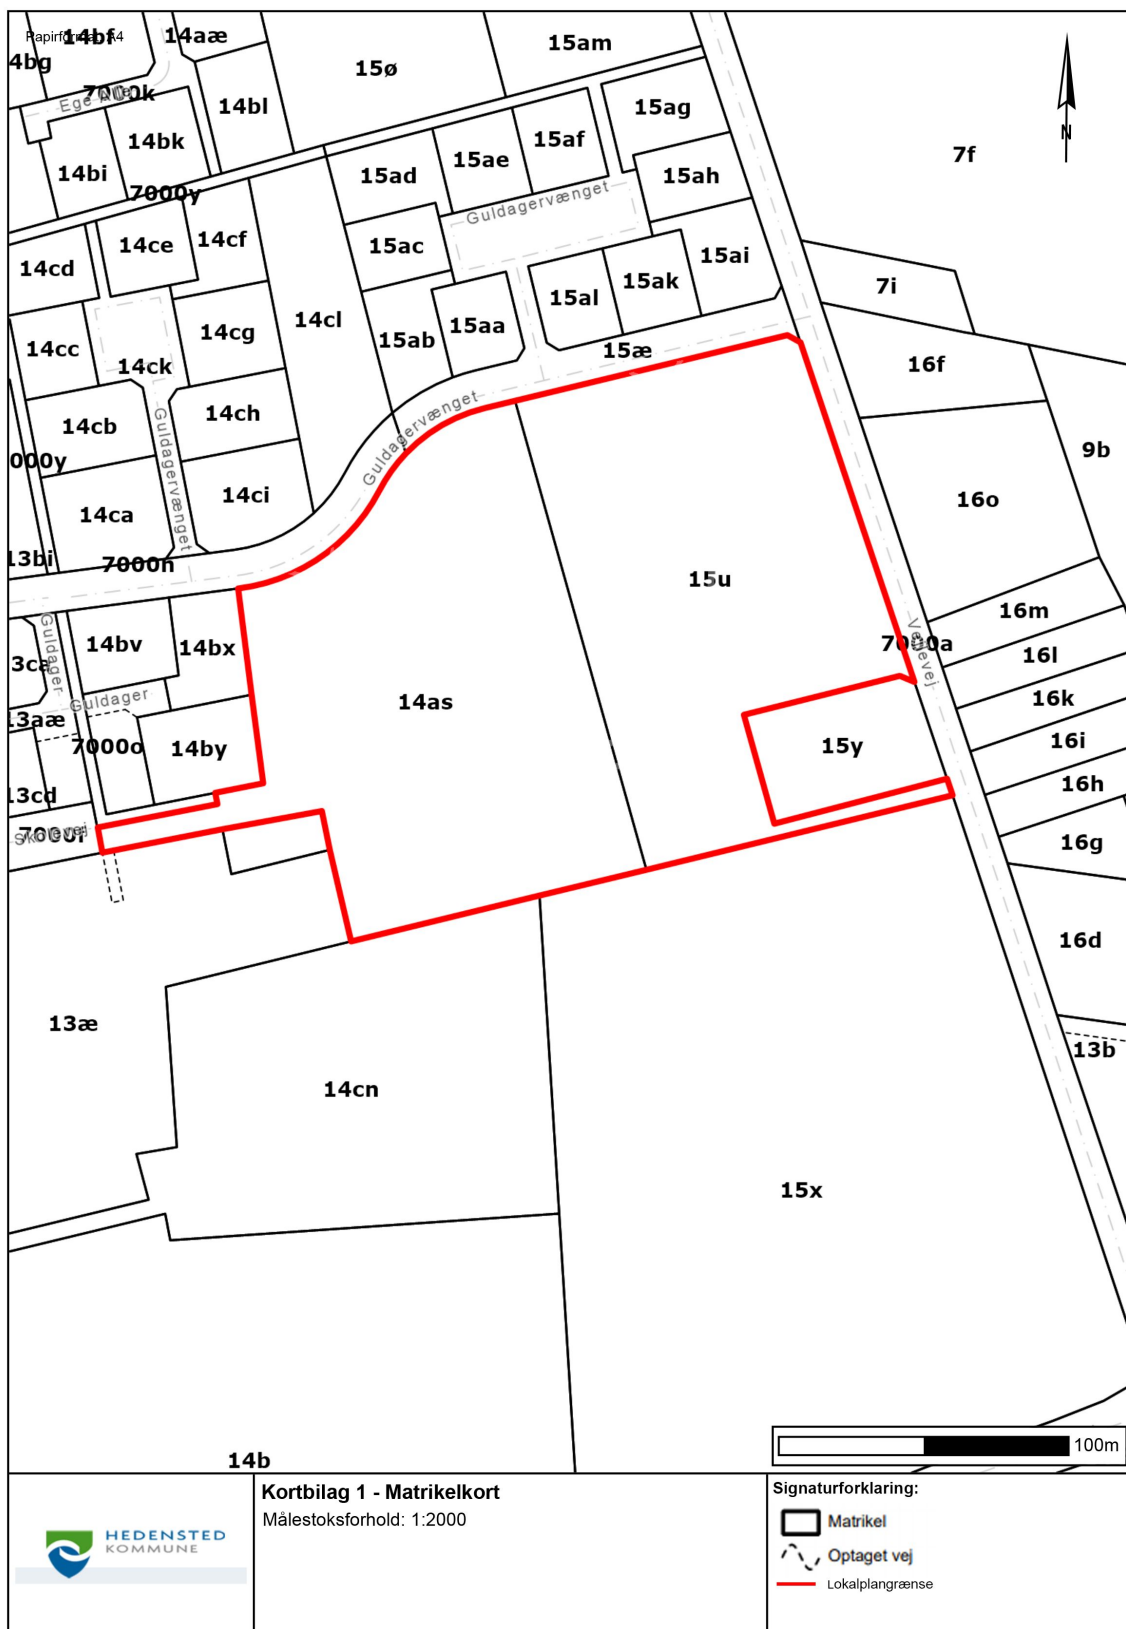 Papirformat: A4
14bf
14aæ
4bg
15ø
15am
7000k
Ege Allé
14bl
15ag
14bk
15af
7f
N
14bi
15ae
15ad
15ah
7000y
Guldagervænget
14ce
14cf
15ac
15ai
14cd
7i
15ak
15al
14cl
14cg
15aa
15ab
14cc
15æ
14ck
16f
Guldagervænget
14ch
14cb
Guldagervænget
9b
000y
14ci
16o
14ca
13bi
7000n
15u
16m
Guldager
14bv
14bx
7000a
Vejlevej
16l
3ca
16k
Guldager
14as
13aæ
16i
7000o
14by
15y
16h
13cd
Skolevej
16g
16d
13æ
13b
14cn
15x
14b
100m
HEDENSTED
KOMMUNE
Kortbilag 1 - Matrikelkort
Målestoksforhold: 1:2000
Signaturforklaring:
Matrikel
Optaget vej
Lokalplangrænse